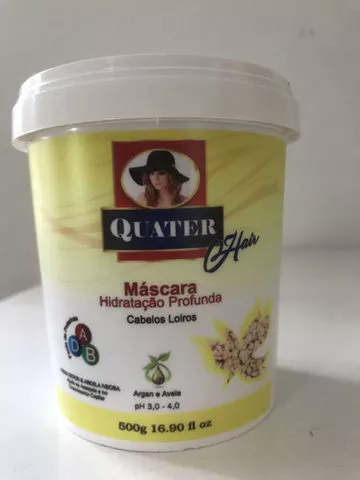 QUATER
Hair
Máscara
Hidratação Profunda
Cabelos Loiros
D A B
Argan e Aveia
pH 3,0 - 4,0
500g 16.90 fl oz